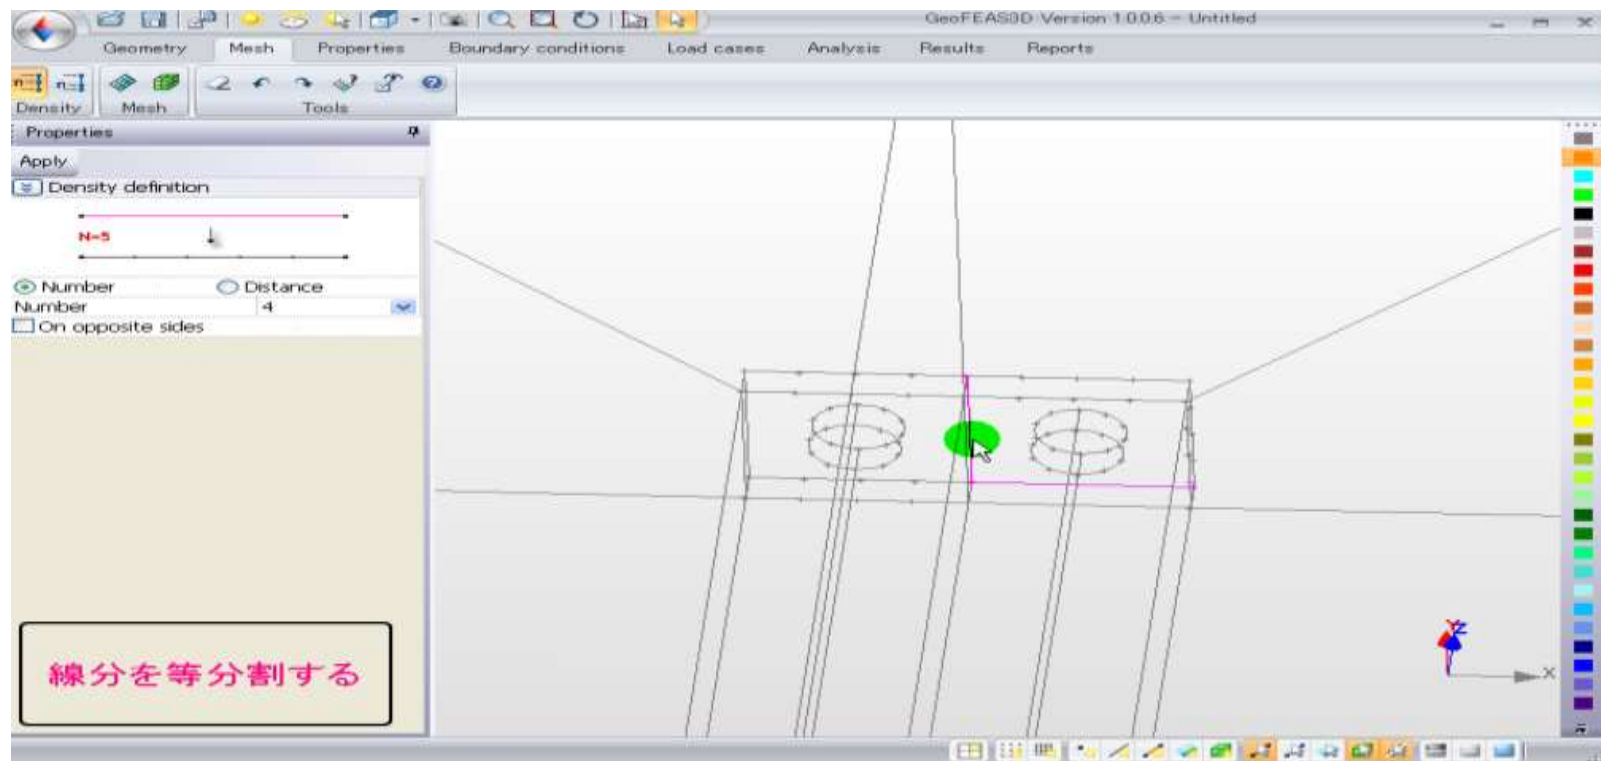 GeoFEAS3D Version 1.0.0.6 - Untitled
Geometry Mesh Properties Boundary conditions Load cases Analysis Results Reports
Density Mesh Tools
Properties
Apply
Density definition
N=5
Number Distance
Number 4
On opposite sides
線分を等分割する
Y Z
X